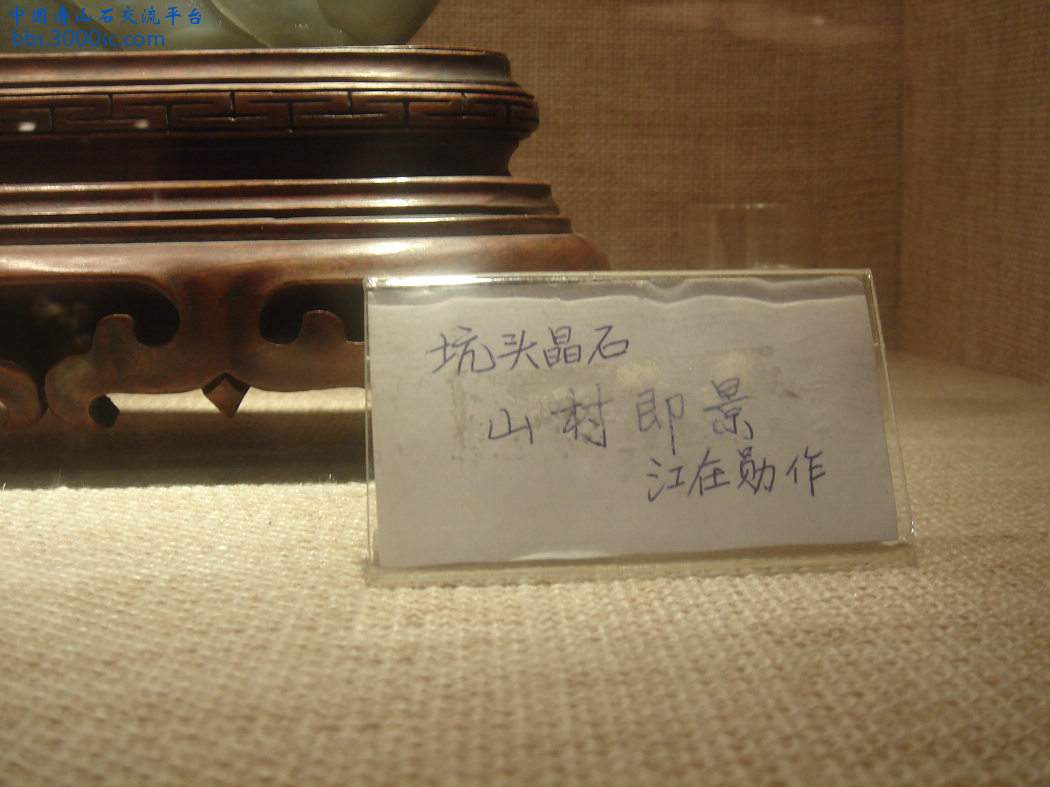 中国寿山石交流平台
bbs.3000sc.com
坑头晶石
山村即景
江在勋作